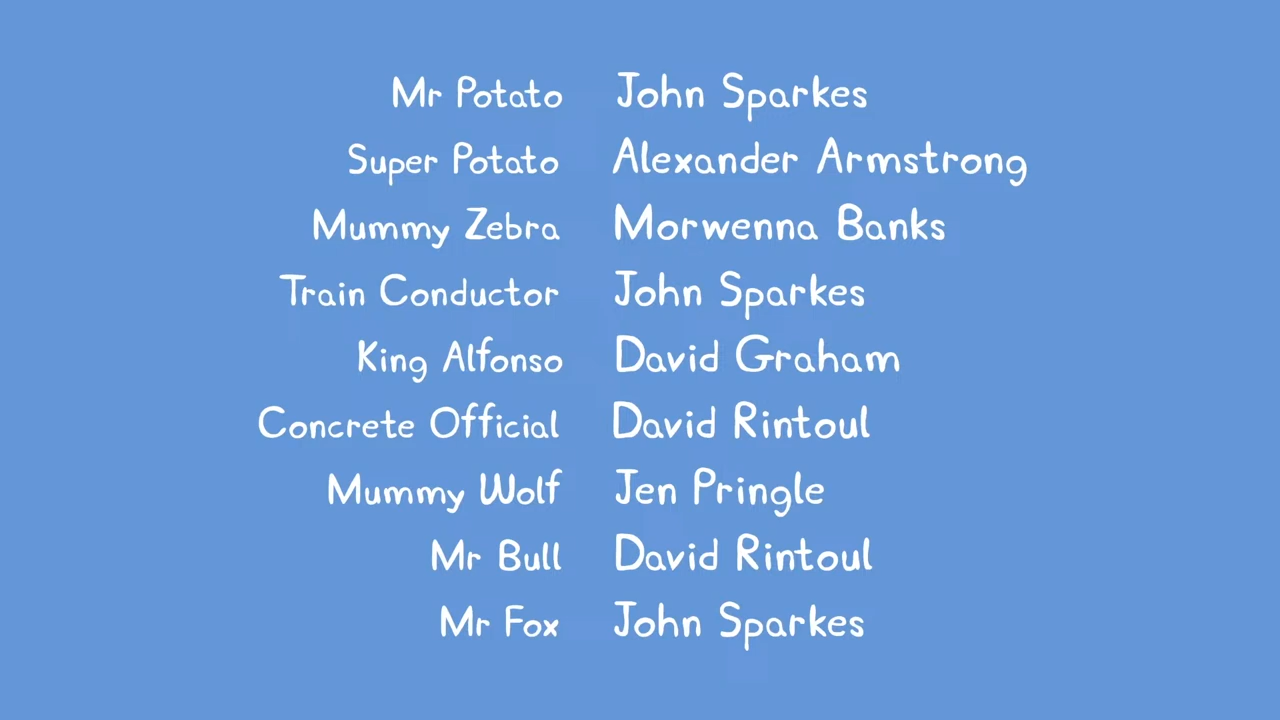 Mr Potato John Sparkes
Super Potato Alexander Armstrong
Mummy Zebra Morwenna Banks
Train Conductor John Sparkes
King Alfonso David Graham
Concrete Official David Rintoul
Mummy Wolf Jen Pringle
Mr Bull David Rintoul
Mr Fox John Sparkes